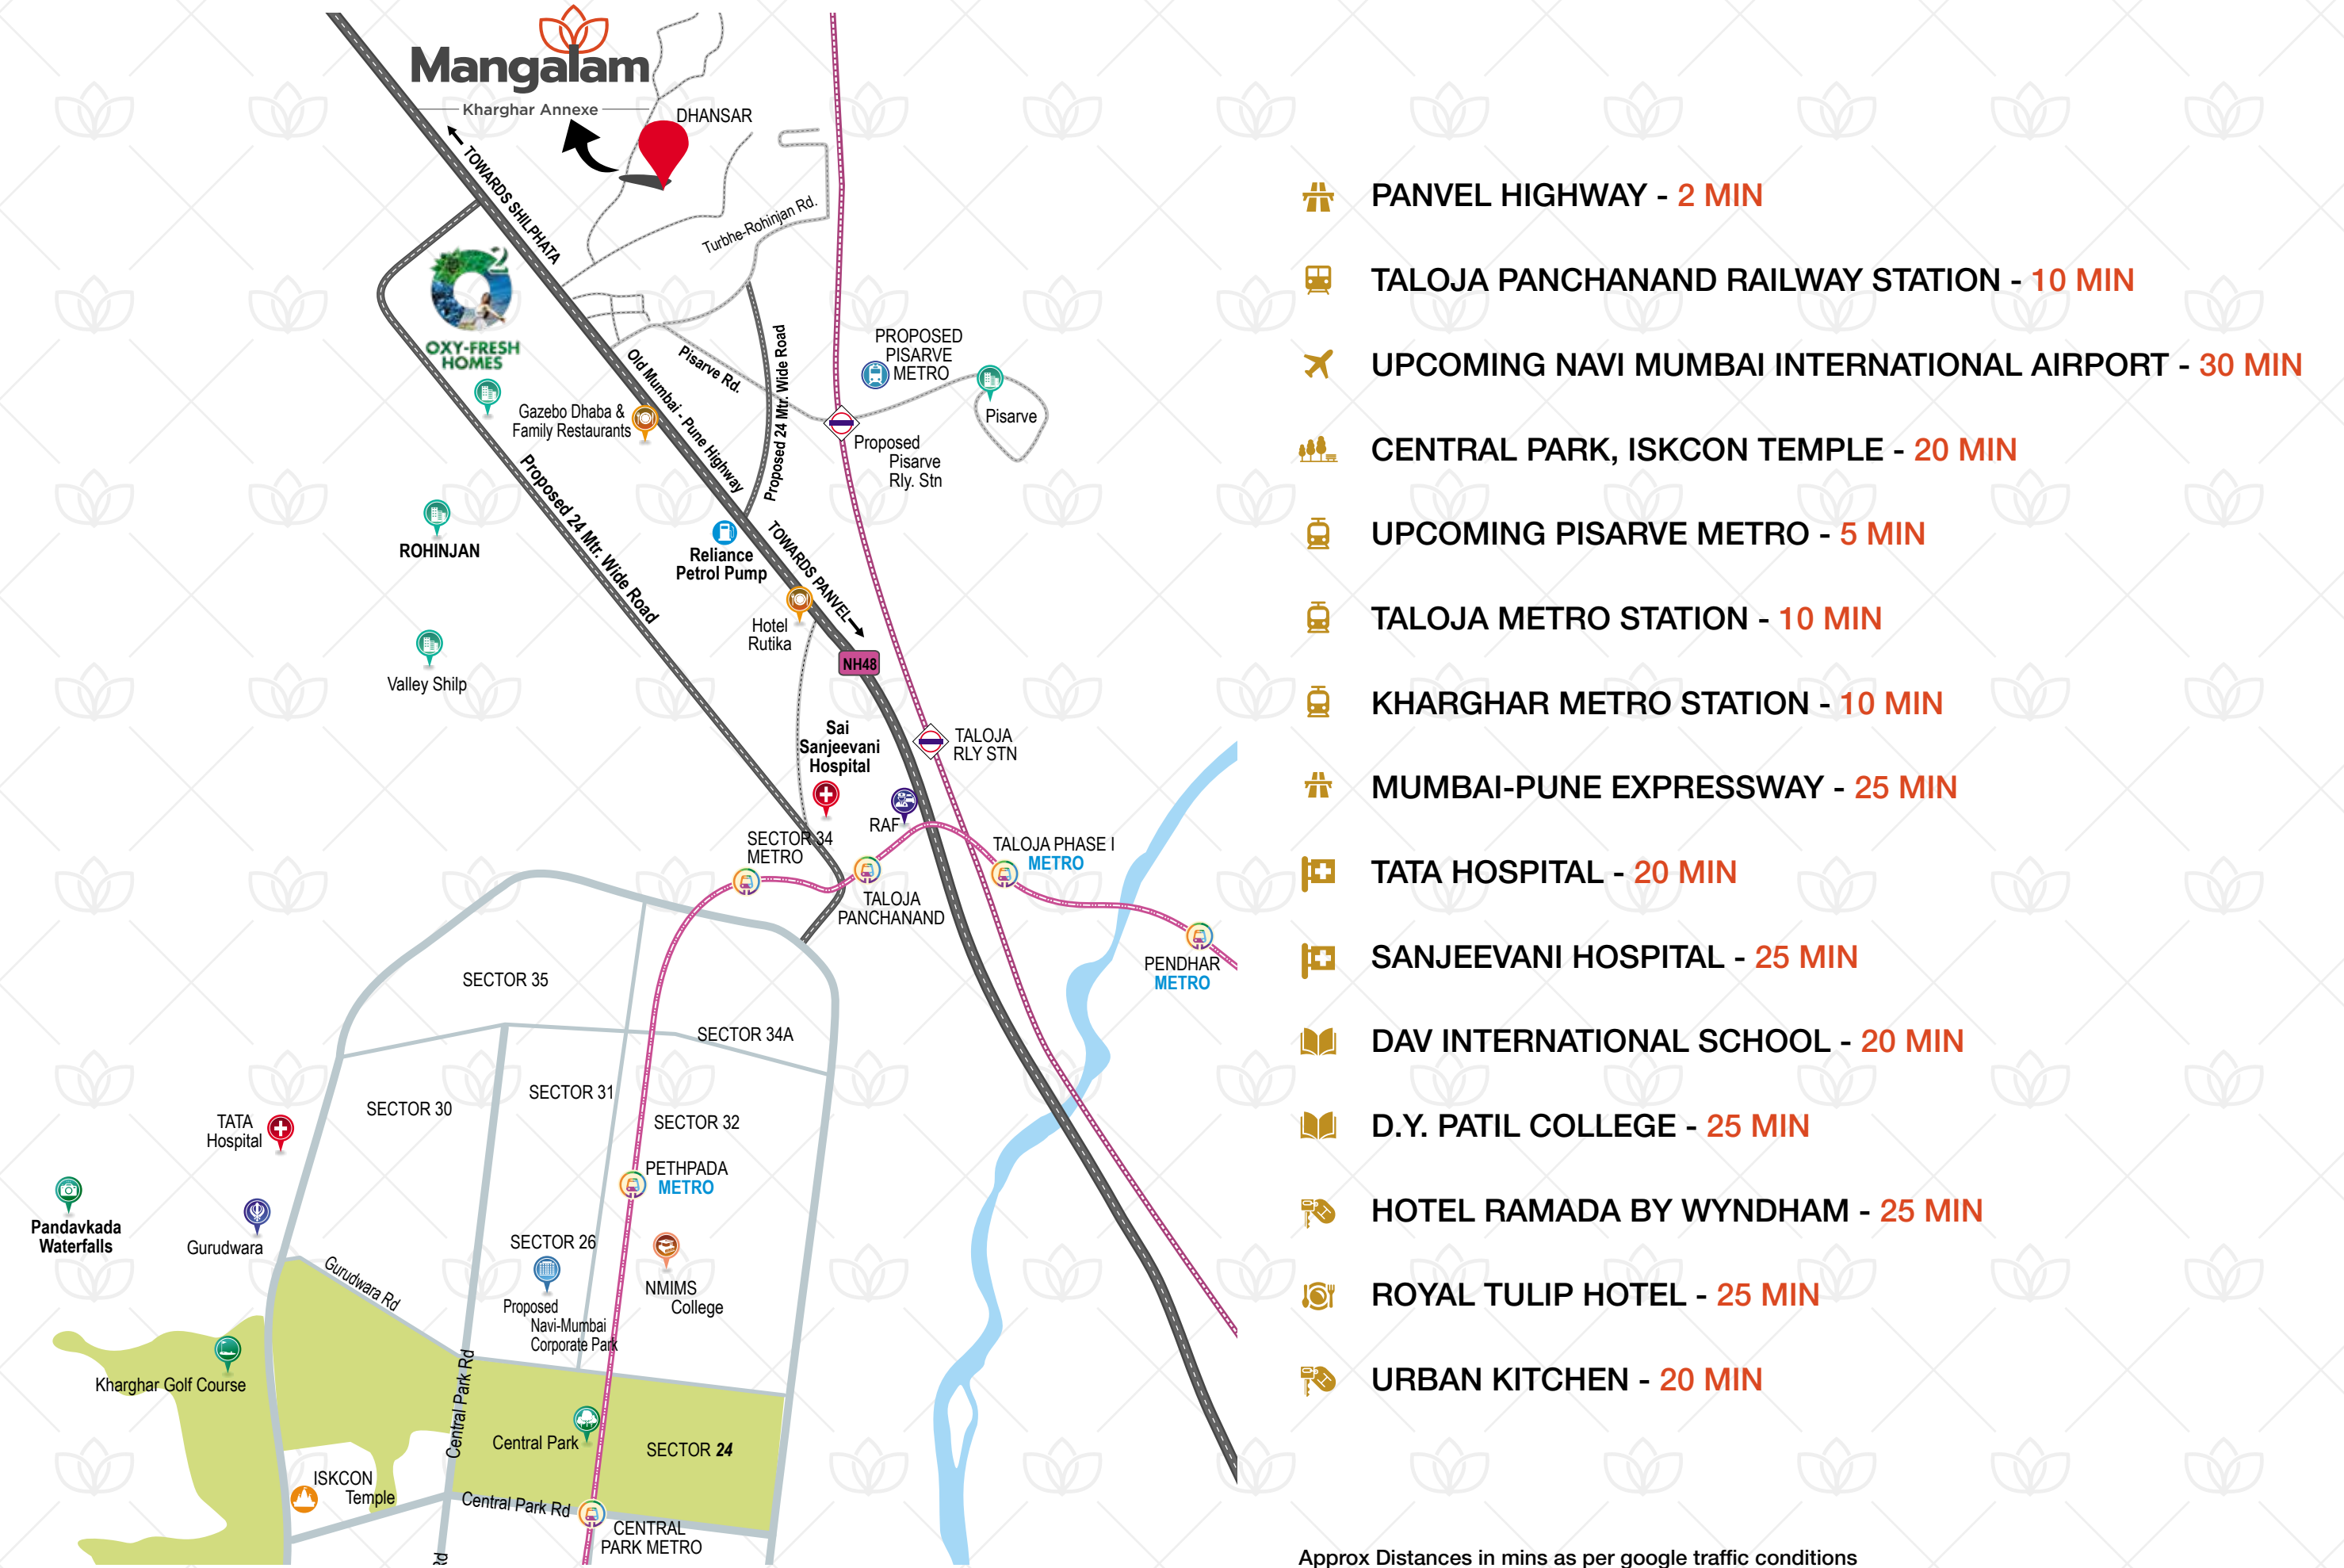 Mangalam
Kharghar Annexe
DHANSAR
TOWARDS SHILPHATA
Turbhe-Rohinjan Rd.
O2
OXY-FRESH
HOMES
Gazebo Dhaba &
Family Restaurants
Old Mumbai - Pune Highway
Pisarve Rd.
Proposed 24 Mtr. Wide Road
PROPOSED
PISARVE
METRO
Pisarve
Proposed
Pisarve
Rly. Stn
Proposed 24 Mtr. Wide Road
ROHINJAN
Reliance
Petrol Pump
TOWARDS PANVEL
Hotel
Rutika
NH48
Valley Shilp
Sai
Sanjeevani
Hospital
TALOJA
RLY STN
RAF
SECTOR 34
METRO
TALOJA PHASE I
METRO
TALOJA
PANCHANAND
PENDHAR
METRO
SECTOR 35
SECTOR 34A
SECTOR 31
SECTOR 30
SECTOR 32
TATA
Hospital
PETHPADA
METRO
Pandavkada
Waterfalls
Gurudwara
SECTOR 26
Gurudwara Rd
NMIMS
College
Proposed
Navi-Mumbai
Corporate Park
Kharghar Golf Course
Central Park Rd
Central Park
SECTOR 24
ISKCON
Temple
Central Park Rd
CENTRAL
PARK METRO
Rd
PANVEL HIGHWAY - 2 MIN
TALOJA PANCHANAND RAILWAY STATION - 10 MIN
UPCOMING NAVI MUMBAI INTERNATIONAL AIRPORT - 30 MIN
CENTRAL PARK, ISKCON TEMPLE - 20 MIN
UPCOMING PISARVE METRO - 5 MIN
TALOJA METRO STATION - 10 MIN
KHARGHAR METRO STATION - 10 MIN
MUMBAI-PUNE EXPRESSWAY - 25 MIN
TATA HOSPITAL - 20 MIN
SANJEEVANI HOSPITAL - 25 MIN
DAV INTERNATIONAL SCHOOL - 20 MIN
D.Y. PATIL COLLEGE - 25 MIN
HOTEL RAMADA BY WYNDHAM - 25 MIN
ROYAL TULIP HOTEL - 25 MIN
URBAN KITCHEN - 20 MIN
Approx Distances in mins as per google traffic conditions